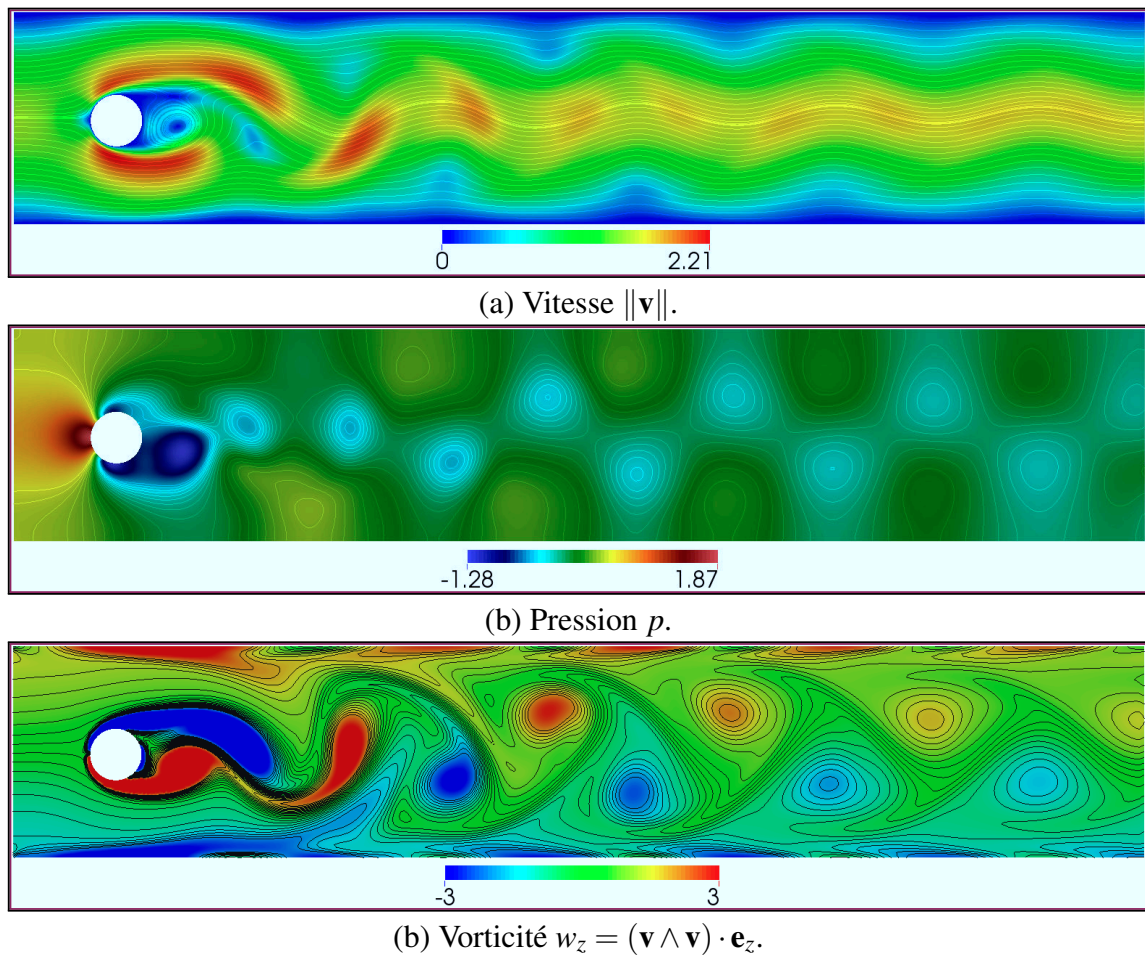 0 2.21
(a) Vitesse ‖𝐯‖.
-1.28 1.87
(b) Pression p.
-3 3
(b) Vorticité w_z = (𝐯 ∧ 𝐯) · 𝐞_z.